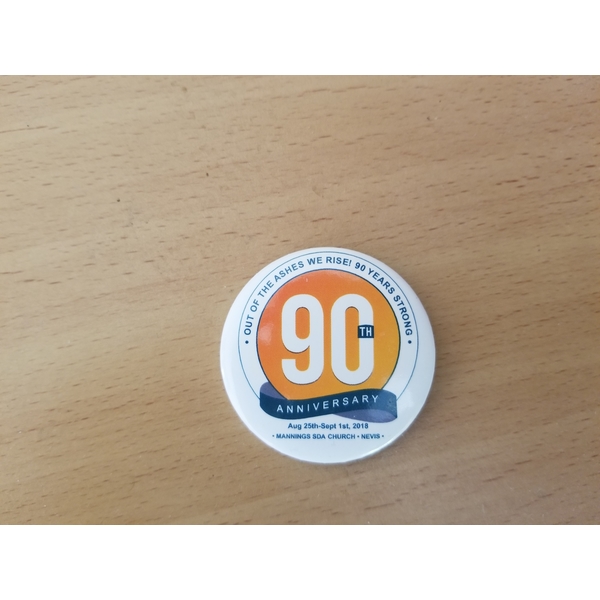 • OUT OF THE ASHES WE RISE! 90 YEARS STRONG •
90TH
ANNIVERSARY
Aug 25th-Sept 1st, 2018
• MANNINGS SDA CHURCH • NEVIS •